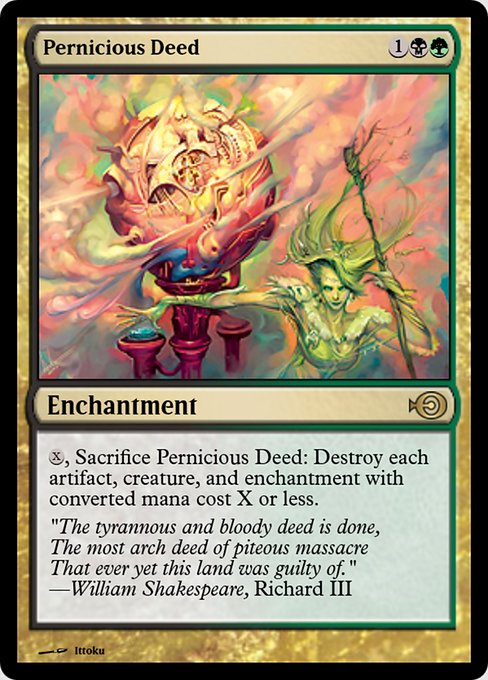 Pernicious Deed 1
Enchantment
X, Sacrifice Pernicious Deed: Destroy each
artifact, creature, and enchantment with
converted mana cost X or less.
"The tyrannous and bloody deed is done,
The most arch deed of piteous massacre
That ever yet this land was guilty of."
—William Shakespeare, Richard III
Ittoku